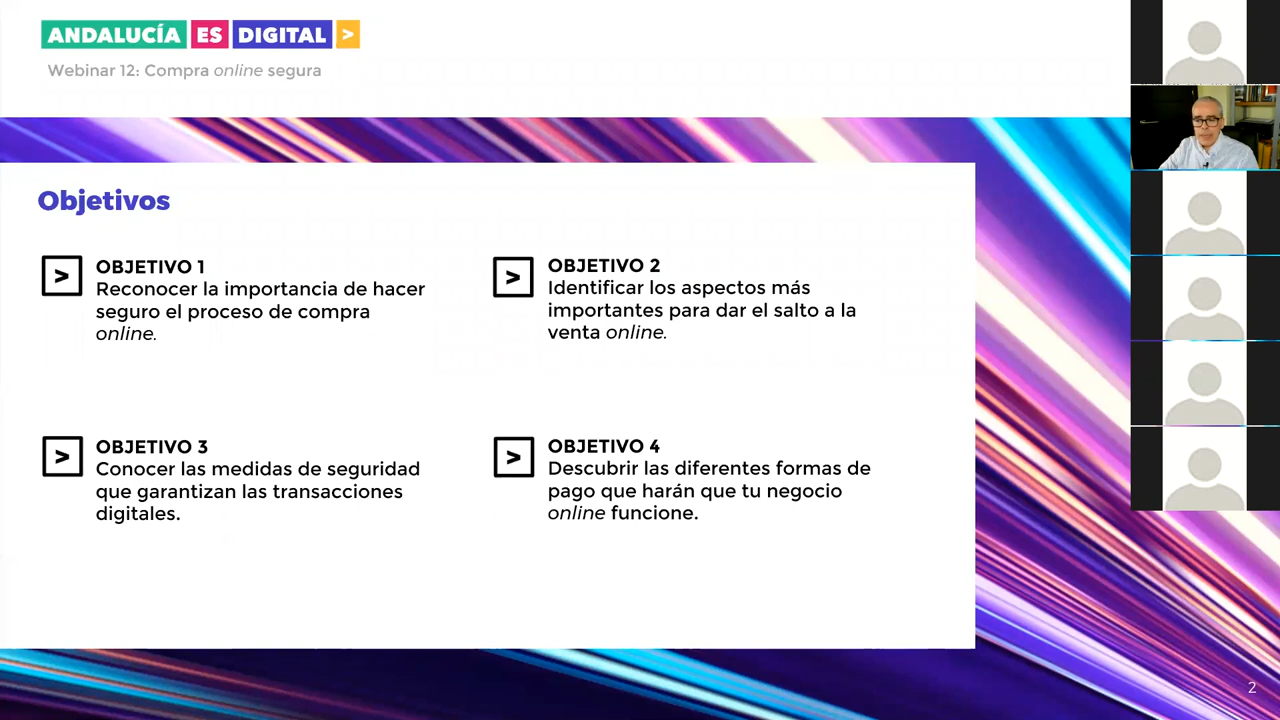 ANDALUCÍA ES DIGITAL >
Webinar 12: Compra online segura
Objetivos
> OBJETIVO 1
Reconocer la importancia de hacer
seguro el proceso de compra
online.
> OBJETIVO 2
Identificar los aspectos más
importantes para dar el salto a la
venta online.
> OBJETIVO 3
Conocer las medidas de seguridad
que garantizan las transacciones
digitales.
> OBJETIVO 4
Descubrir las diferentes formas de
pago que harán que tu negocio
online funcione.
2